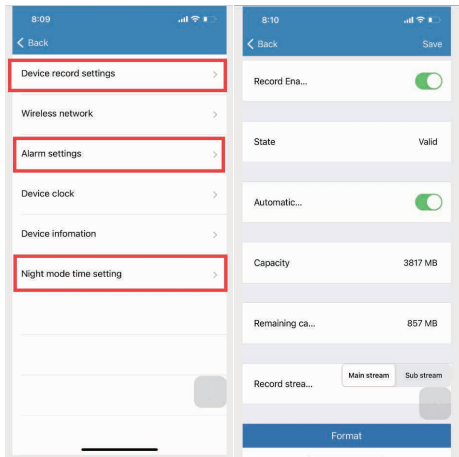 8:09
Back
Device record settings
Wireless network
Alarm settings
Device clock
Device infomation
Night mode time setting
8:10
Back Save
Record Ena...
State Valid
Automatic...
Capacity 3817 MB
Remaining ca... 857 MB
Record strea... Main stream Sub stream
Format